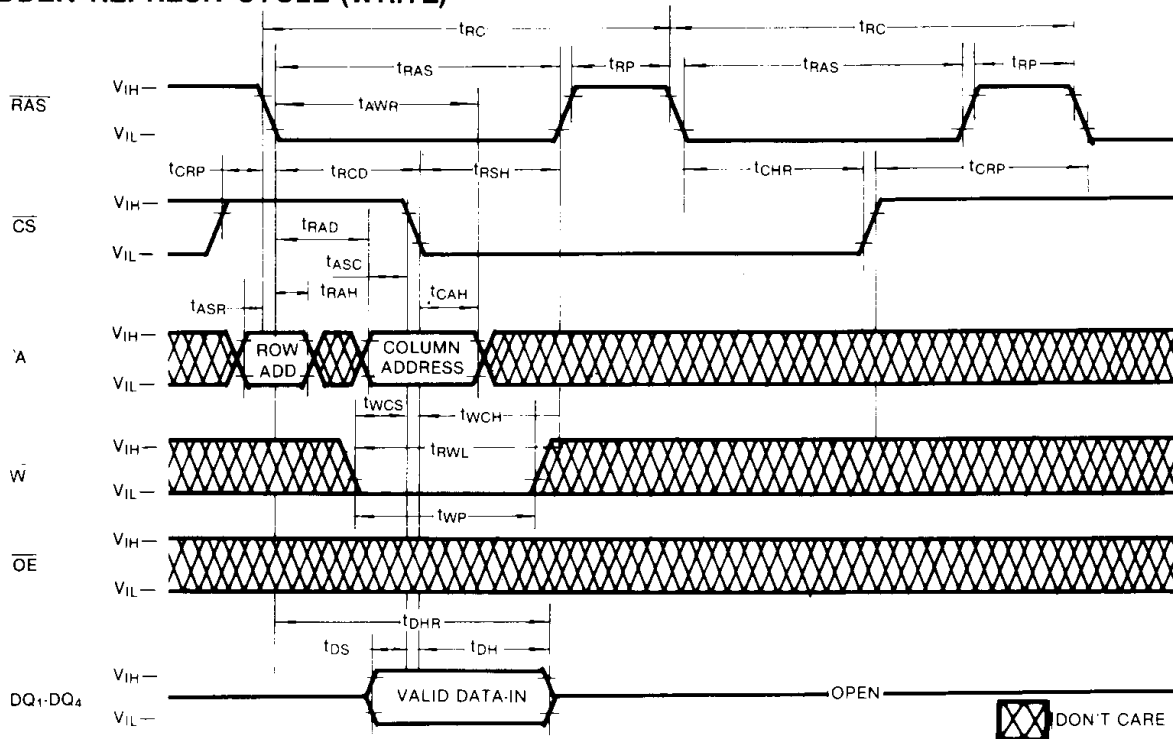 HIDDEN REFRESH CYCLE (WRITE)
tRC tRC
tRAS tRP tRAS tRP
RAS VIH tAWR
VIL
tCRP tRCD tRSH tCHR tCRP
CS VIH
tRAD
VIL
tASC
tASR tRAH tCAH
A VIH ROW ADD COLUMN ADDRESS
VIL
tWCS tWCH
W VIH tRWL
VIL
tWP
OE VIH
VIL
tDHR
tDS tDH
VIH
DQ1-DQ4 VALID DATA-IN OPEN
VIL
DON'T CARE